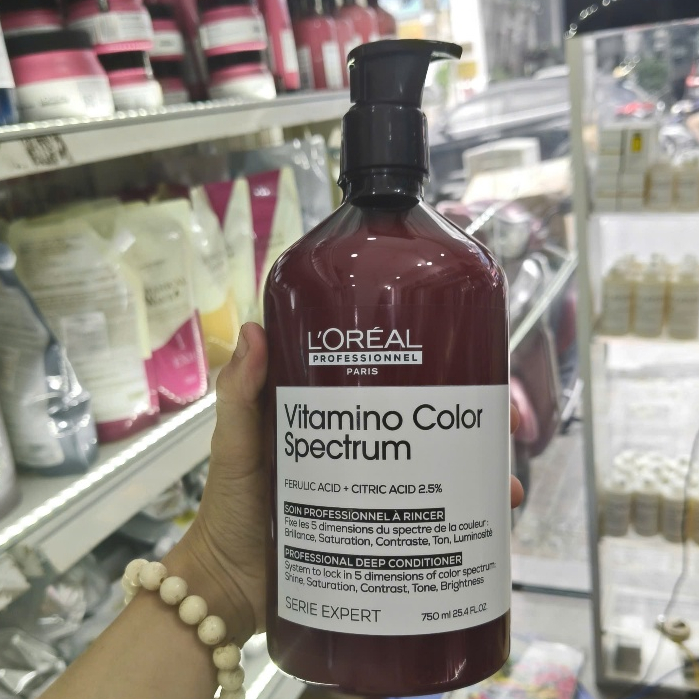 L'ORÉAL
PROFESSIONNEL
PARIS
Vitamino Color
Spectrum
FERULIC ACID + CITRIC ACID 2.5%
SOIN PROFESSIONNEL À RINCER
Fixe les 5 dimensions du spectre de la couleur:
Brillance, Saturation, Contraste, Ton, Luminosité
PROFESSIONAL DEEP CONDITIONER
System to lock in 5 dimensions of color spectrum:
Shine, Saturation, Contrast, Tone, Brightness
SERIE EXPERT
750 ml 25.4 FL.OZ.